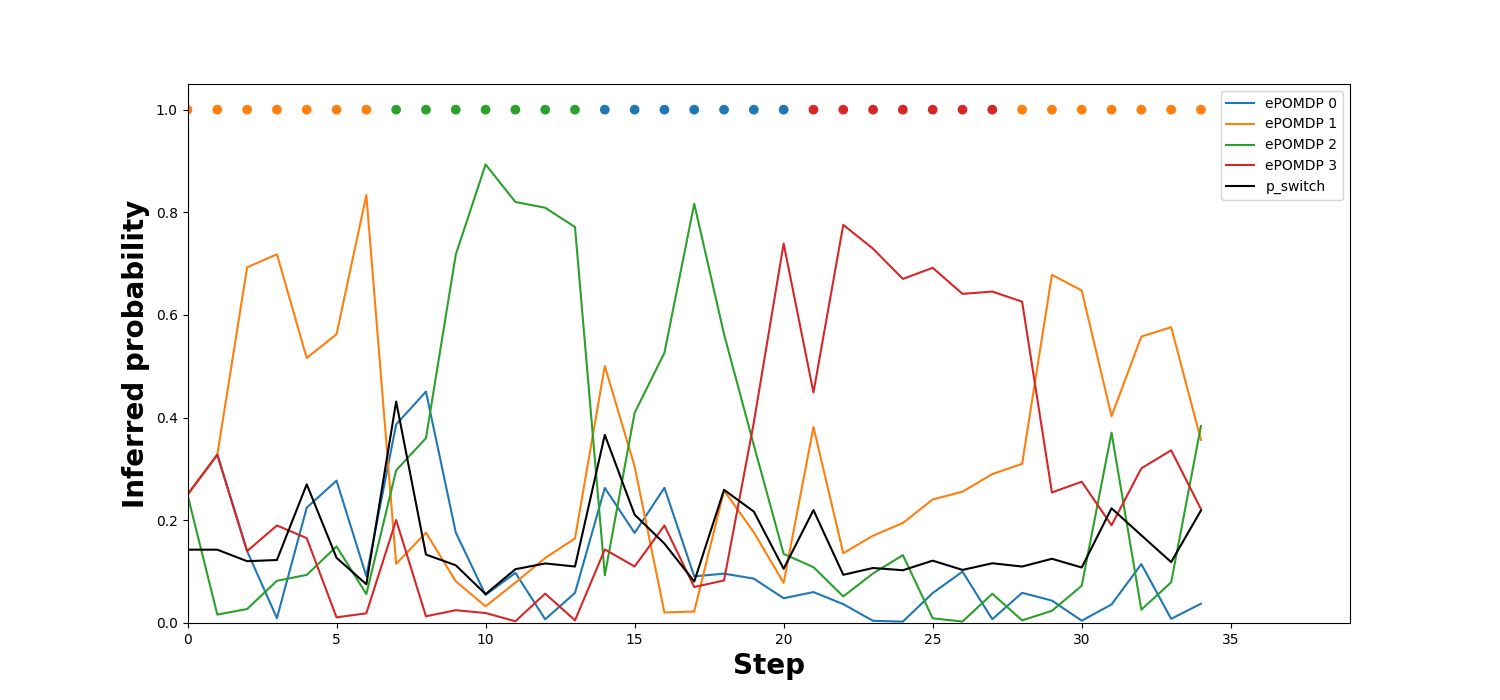 1.0
0.8
0.6
0.4
0.2
0.0
Inferred probability
0 5 10 15 20 25 30 35
Step
ePOMDP 0
ePOMDP 1
ePOMDP 2
ePOMDP 3
p_switch